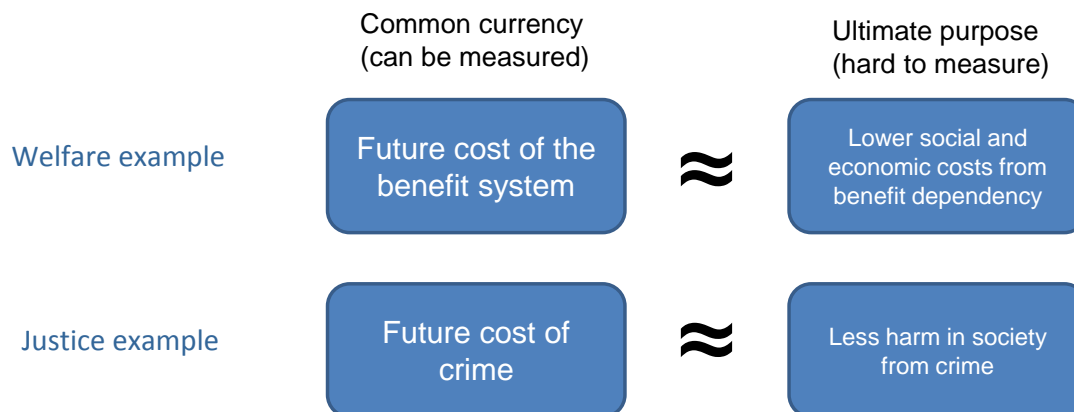 Common currency
(can be measured)
Ultimate purpose
(hard to measure)
Welfare example
Future cost of the
benefit system
≈
Lower social and
economic costs from
benefit dependency
Justice example
Future cost of
crime
≈
Less harm in society
from crime